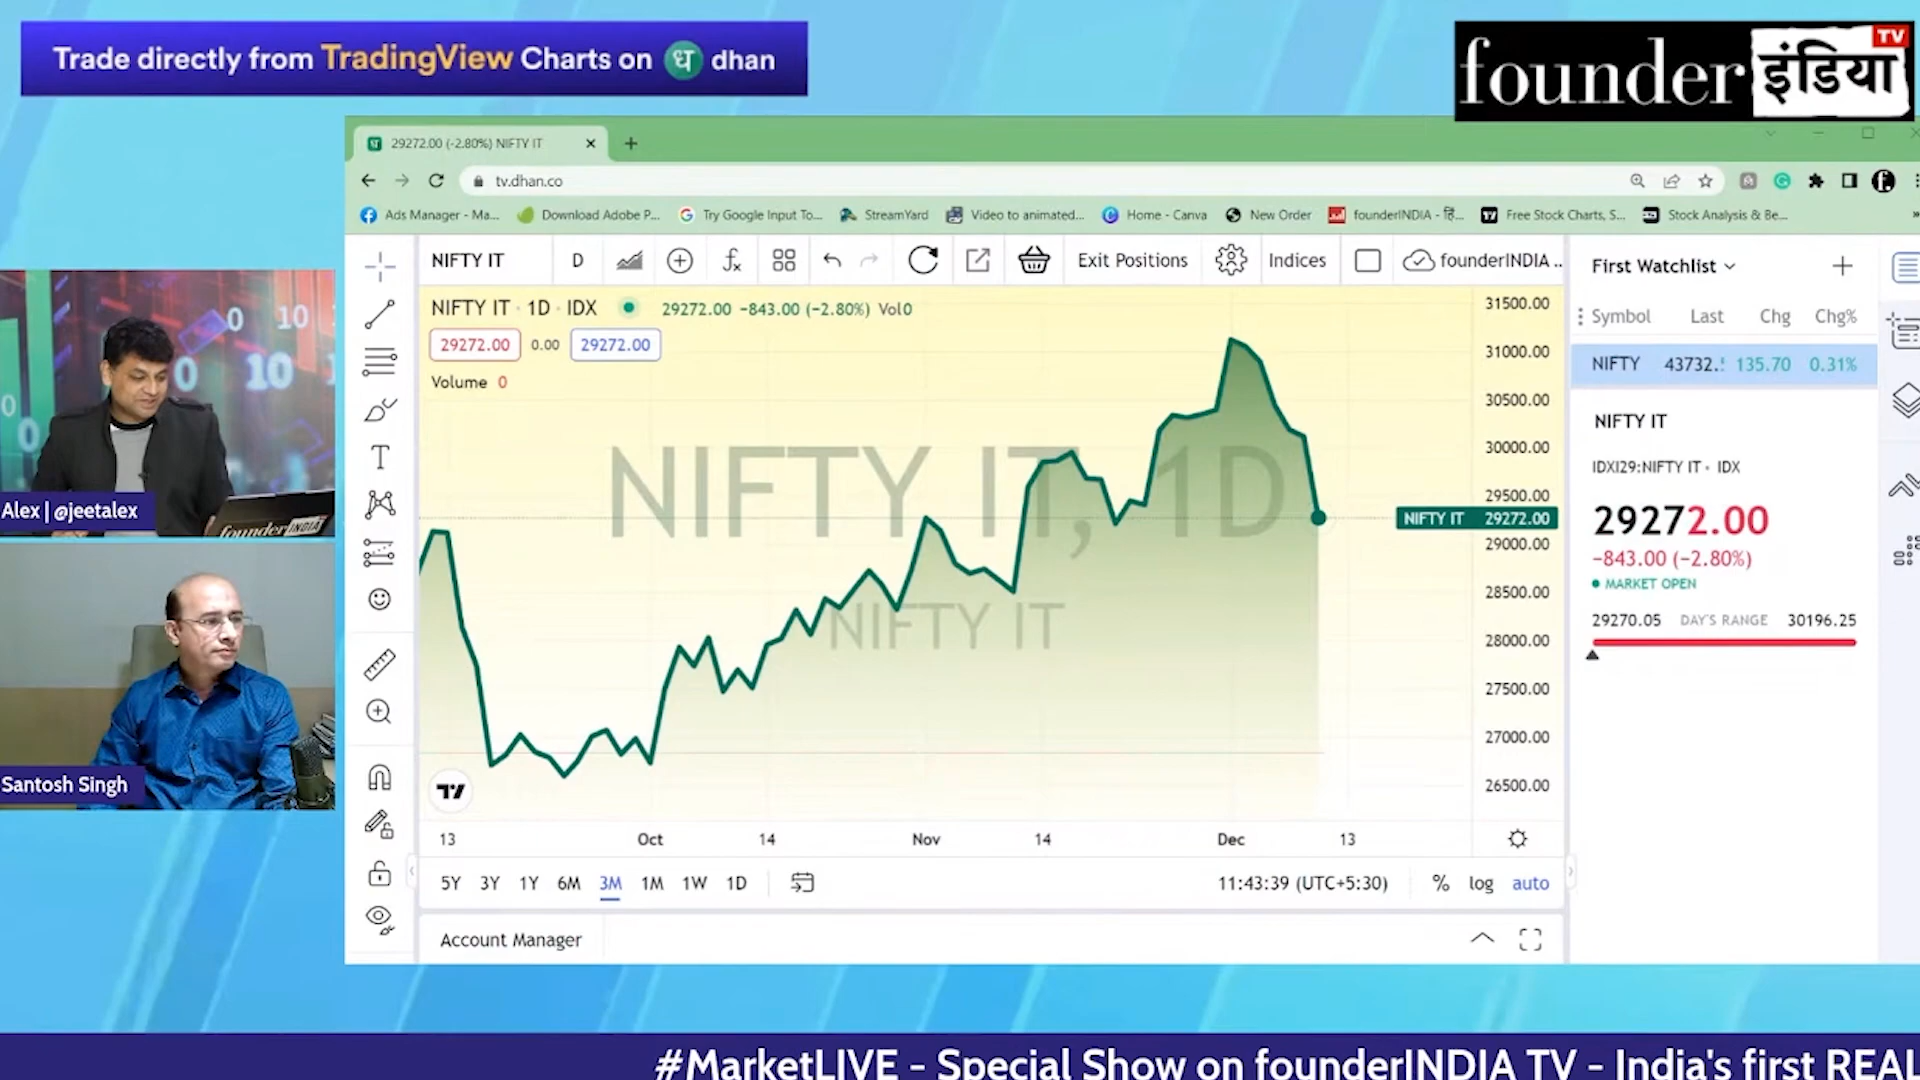 Trade directly from TradingView Charts on ध dhan
founder इंडिया TV
29272.00 (-2.80%) NIFTY IT
tv.dhan.co
Ads Manager - Ma...
Download Adobe P...
Try Google Input To...
StreamYard
Video to animated...
Home - Canva
New Order
founderINDIA - हि...
Free Stock Charts, S...
Stock Analysis & Be...
NIFTY IT
D
Exit Positions
Indices
founderINDIA ..
First Watchlist
Symbol Last Chg Chg%
NIFTY 43732. 135.70 0.31%
NIFTY IT · 1D · IDX 29272.00 −843.00 (−2.80%) Vol0
29272.00 0.00 29272.00
Volume 0
NIFTY IT, 1D
NIFTY IT
31500.00
31000.00
30500.00
30000.00
29500.00
NIFTY IT 29272.00
29000.00
28500.00
28000.00
27500.00
27000.00
26500.00
13 Oct 14 Nov 14 Dec 13
5Y 3Y 1Y 6M 3M 1M 1W 1D
11:43:39 (UTC+5:30) % log auto
Account Manager
NIFTY IT
IDXI29:NIFTY IT · IDX
29272.00
−843.00 (−2.80%)
MARKET OPEN
29270.05 DAY'S RANGE 30196.25
0 10
0 10
0
0
Alex | @jeetalex
founderINDIA
Santosh Singh
#MarketLIVE - Special Show on founderINDIA TV - India's first REAL